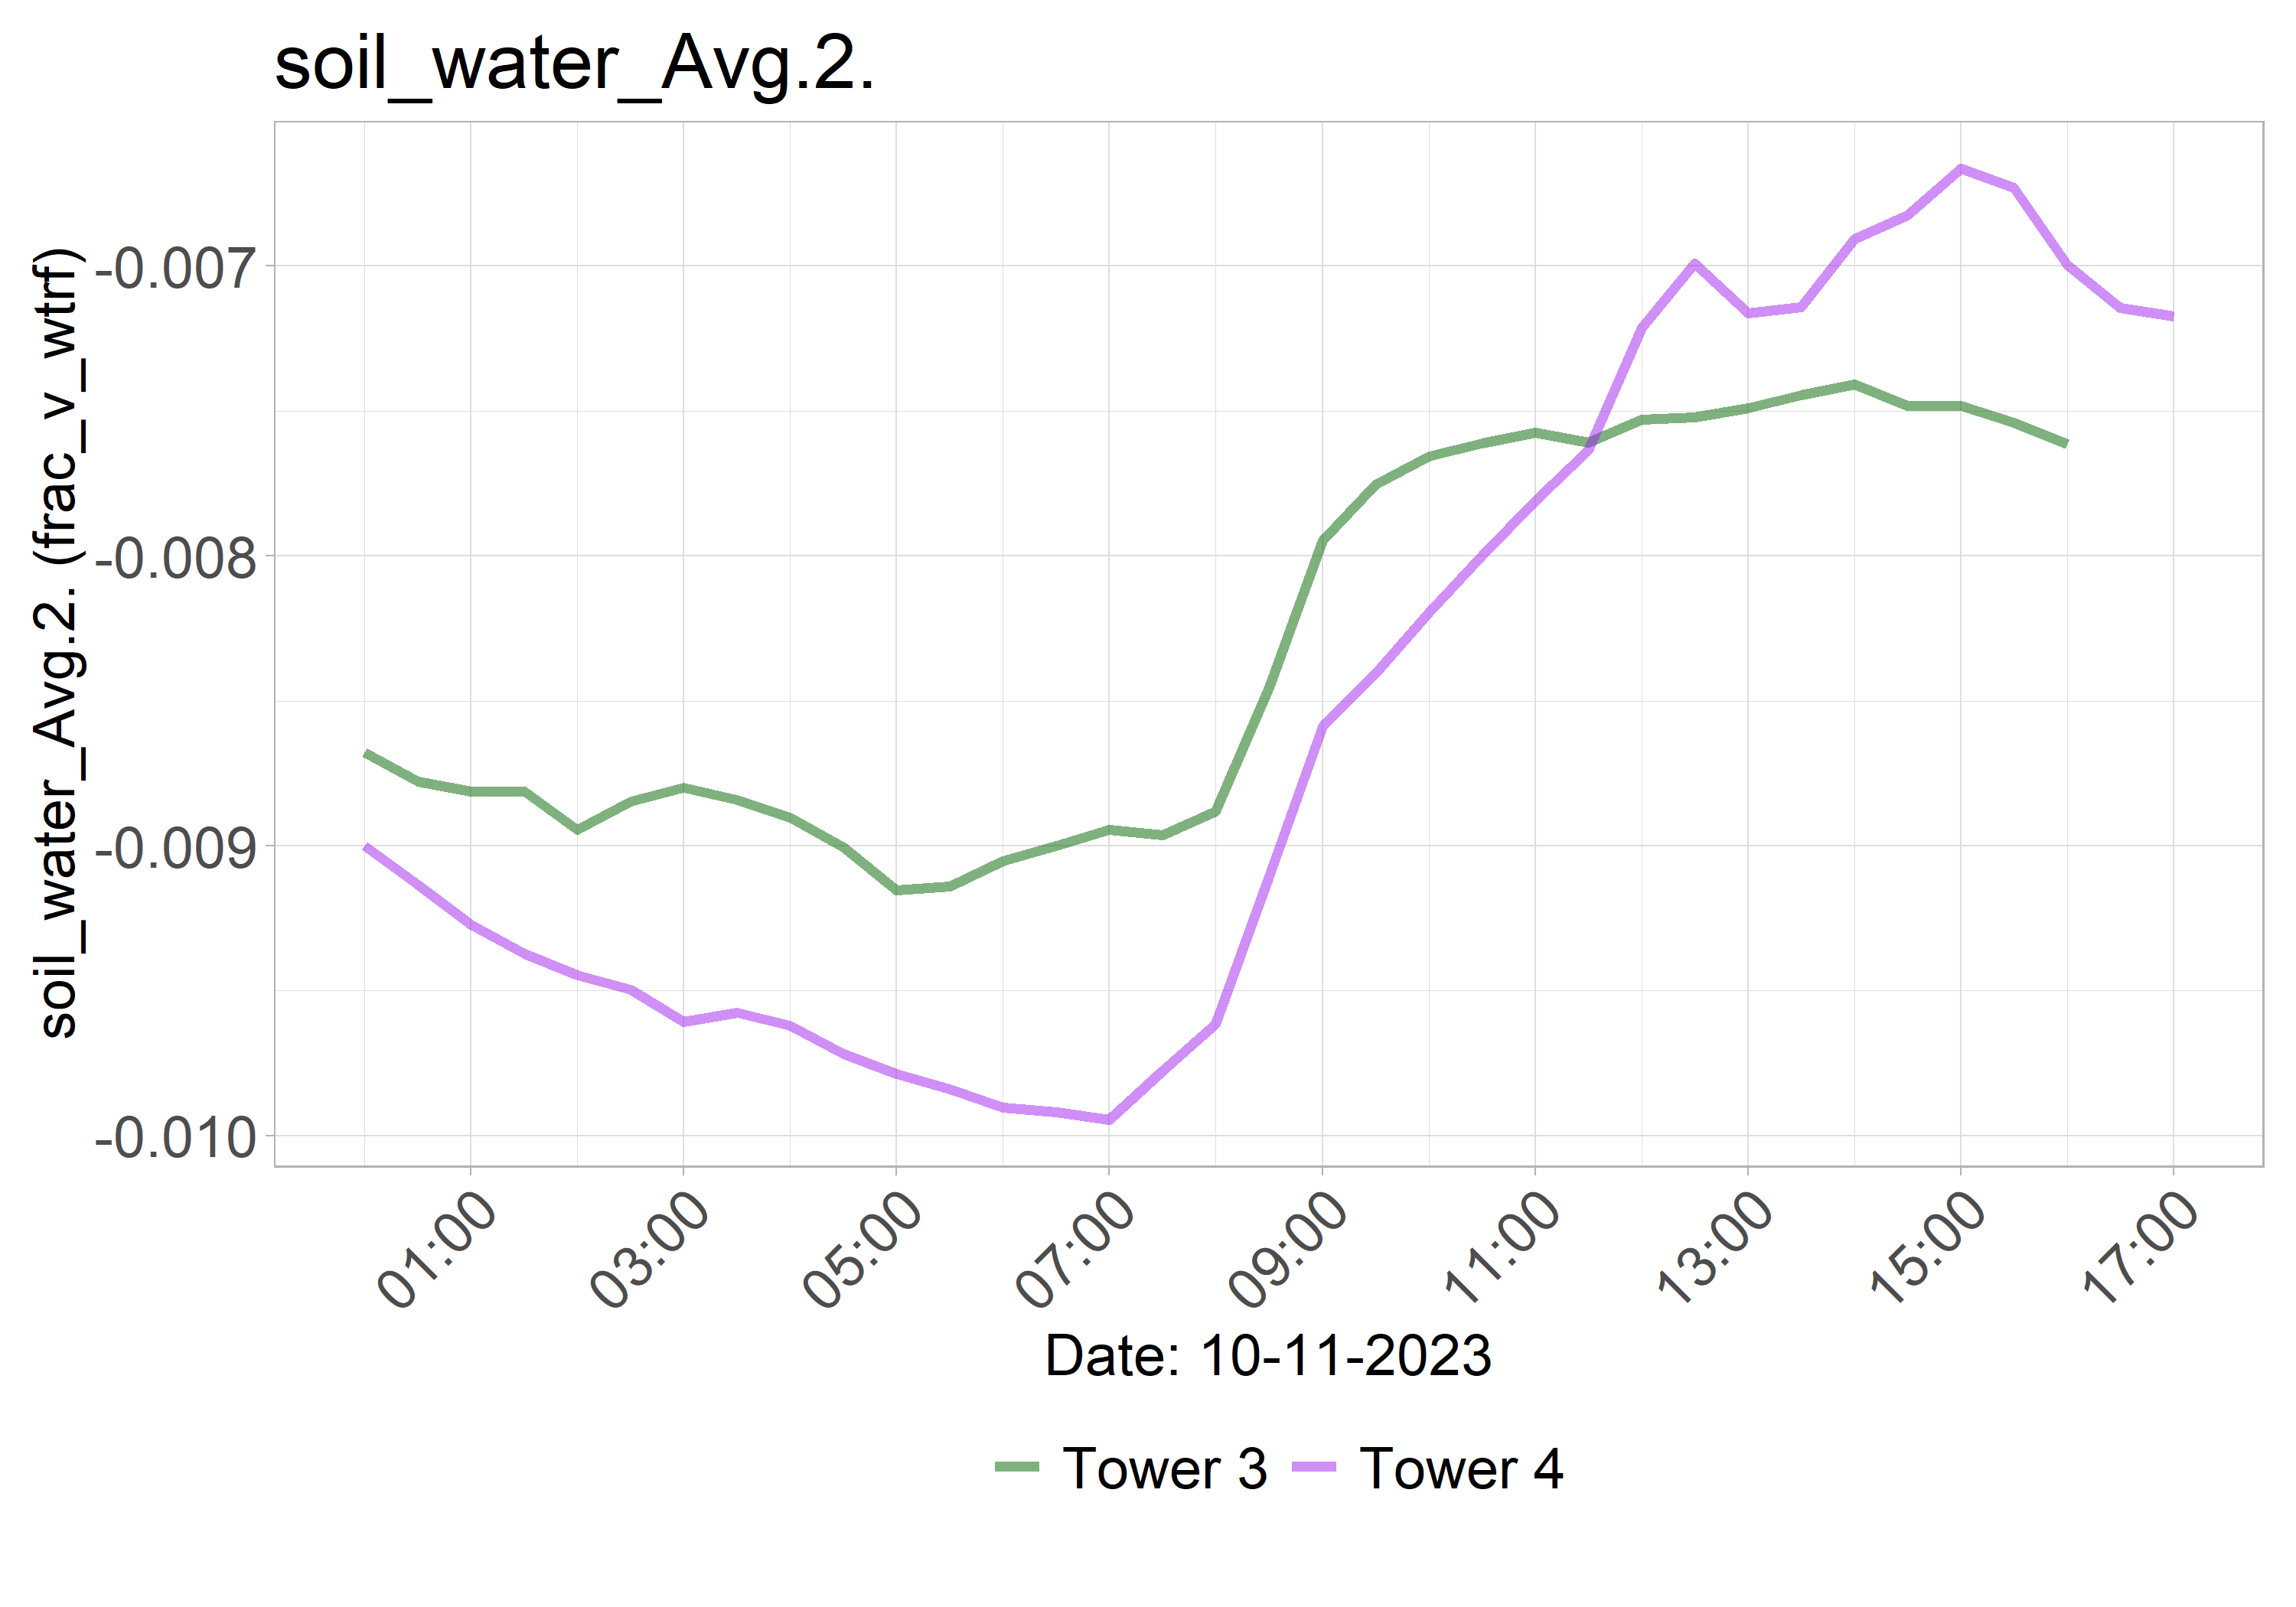 soil_water_Avg.2.
soil_water_Avg.2. (frac_v_wtrf)
-0.007
-0.008
-0.009
-0.010
01:00
03:00
05:00
07:00
09:00
11:00
13:00
15:00
17:00
Date: 10-11-2023
Tower 3
Tower 4